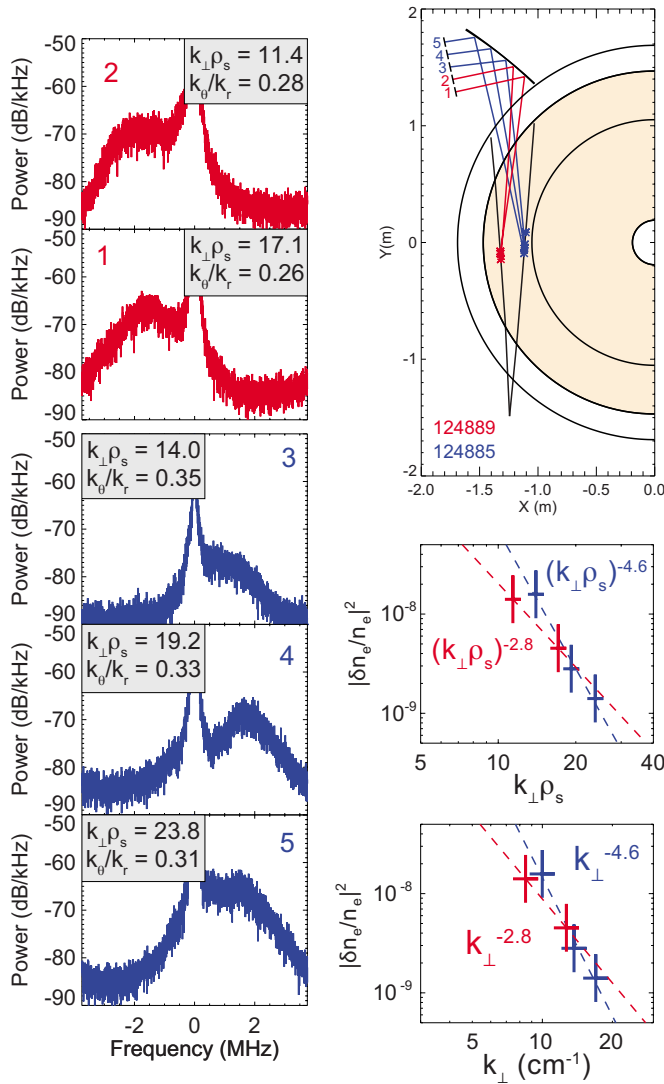 -50
2
k⊥ρs = 11.4
kθ/kr = 0.28
-60
-70
-80
-90
Power (dB/kHz)
-50
1
k⊥ρs = 17.1
kθ/kr = 0.26
-60
-70
-80
-90
Power (dB/kHz)
-50
k⊥ρs = 14.0
kθ/kr = 0.35
3
-60
-70
-80
-90
Power (dB/kHz)
-50
k⊥ρs = 19.2
kθ/kr = 0.33
4
-60
-70
-80
-90
Power (dB/kHz)
-50
k⊥ρs = 23.8
kθ/kr = 0.31
5
-60
-70
-80
-90
Power (dB/kHz)
-2 0 2
Frequency (MHz)
2
1
0
-1
-2
Y(m)
5
4
3
2
1
124889
124885
-2.0 -1.5 -1.0 -0.5 0.0
X (m)
|δne/ne|²
10⁻⁸
10⁻⁹
(k⊥ρs)⁻⁴·⁶
(k⊥ρs)⁻²·⁸
5 10 20 40
k⊥ρs
|δne/ne|²
10⁻⁸
10⁻⁹
k⊥⁻⁴·⁶
k⊥⁻²·⁸
5 10 20
k⊥ (cm⁻¹)